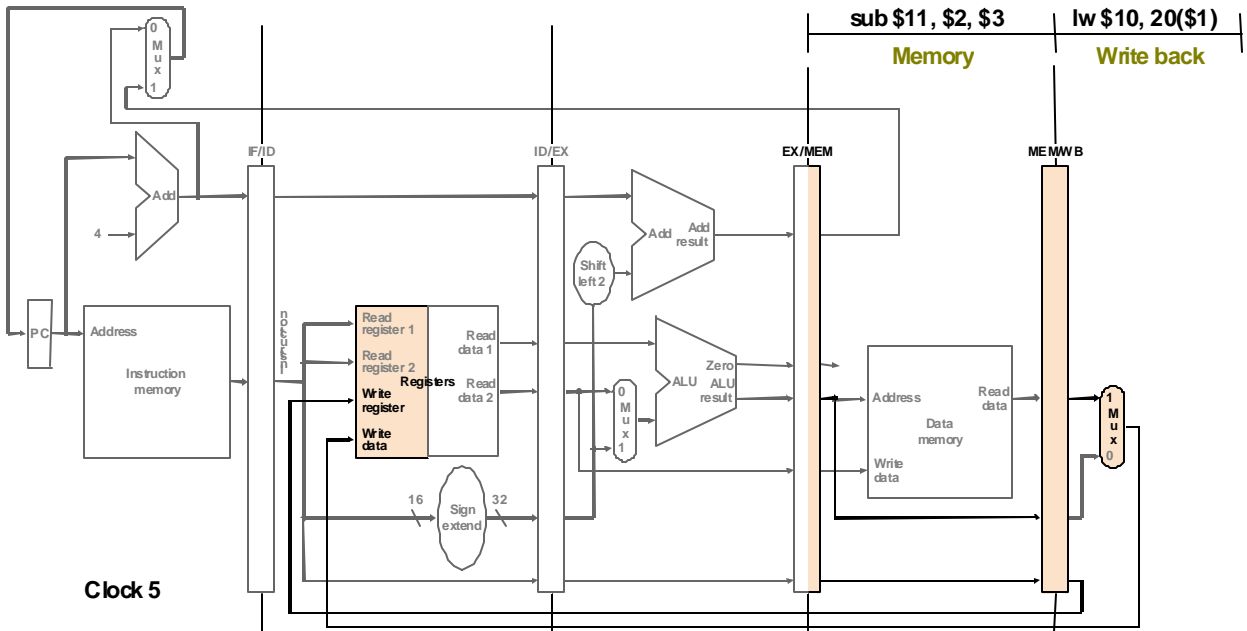 sub $11, $2, $3
lw $10, 20($1)
Memory
Write back
0
M
u
x
1
IF/ID
ID/EX
EX/MEM
MEMWB
Add
4
Add
Add
result
Shift
left 2
PC
Address
Instruction
memory
Instruction
Read
register 1
Read
register 2
Registers
Write
register
Write
data
Read
data 1
Read
data 2
0
M
u
x
1
Zero
ALU
ALU
result
Address
Read
data
Data
memory
Write
data
1
M
u
x
0
16
Sign
extend
32
Clock 5